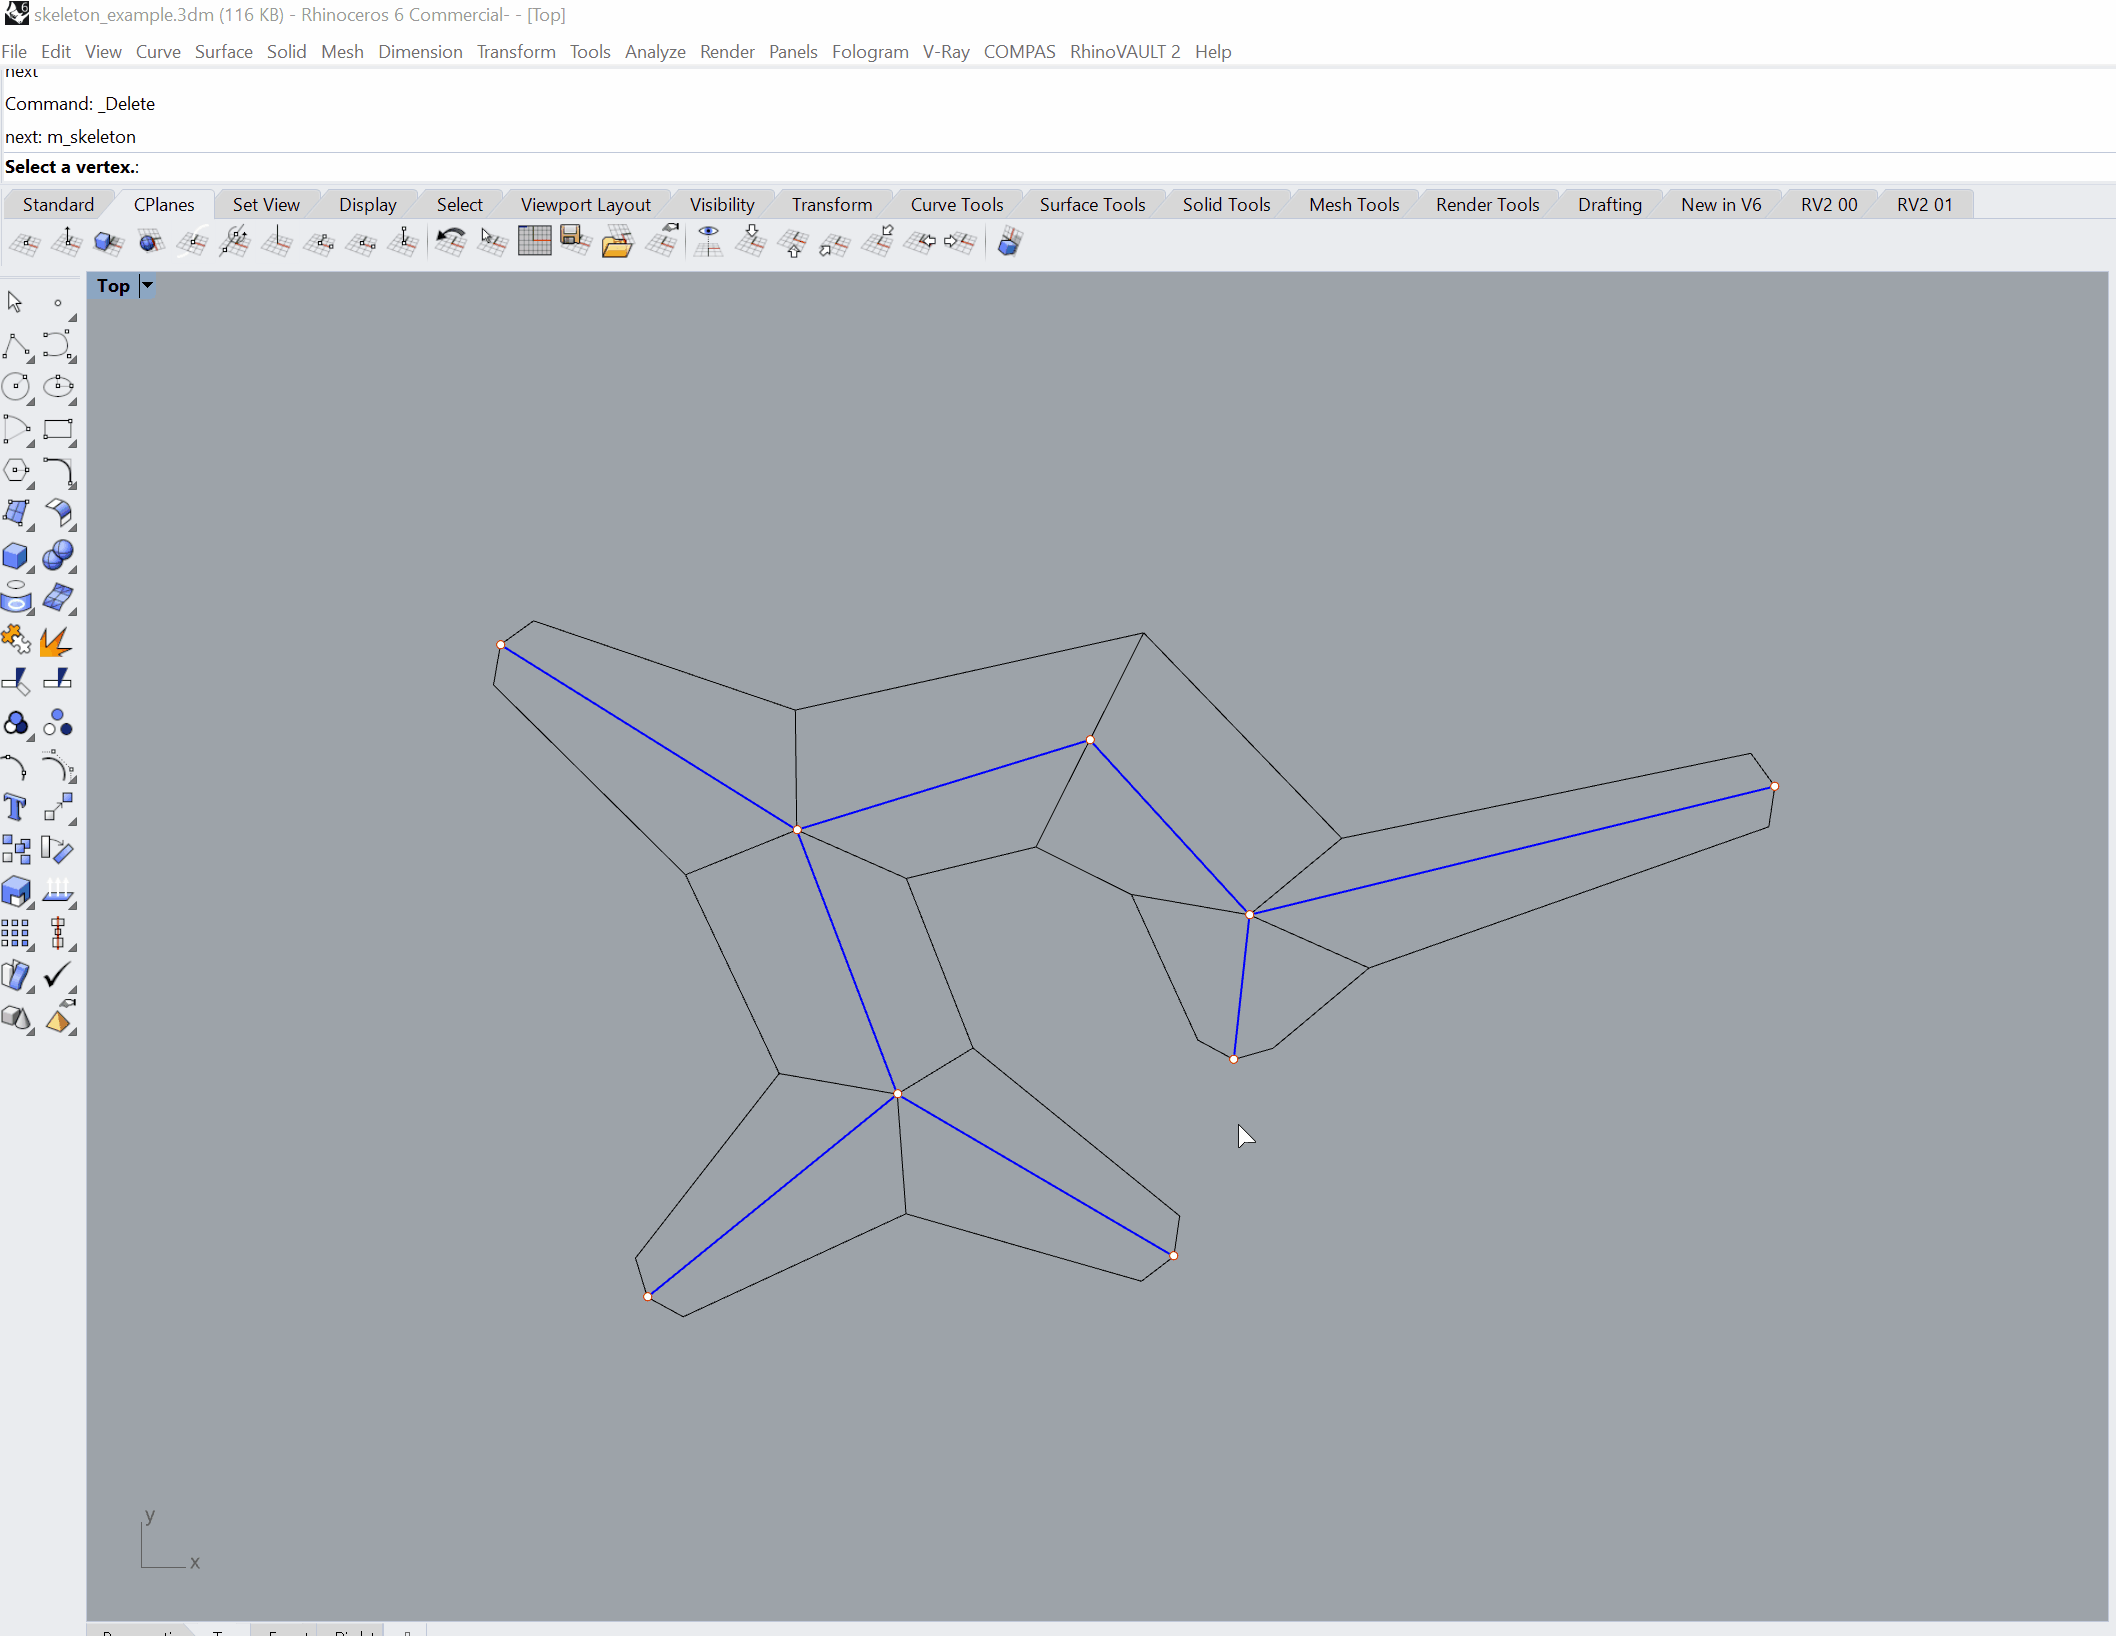 skeleton_example.3dm (116 KB) - Rhinoceros 6 Commercial- - [Top]
File Edit View Curve Surface Solid Mesh Dimension Transform Tools Analyze Render Panels Fologram V-Ray COMPAS RhinoVAULT 2 Help
next
Command: _Delete
next: m_skeleton
Select a vertex.:
Standard CPlanes Set View Display Select Viewport Layout Visibility Transform Curve Tools Surface Tools Solid Tools Mesh Tools Render Tools Drafting New in V6 RV2 00 RV2 01
Top
y
x